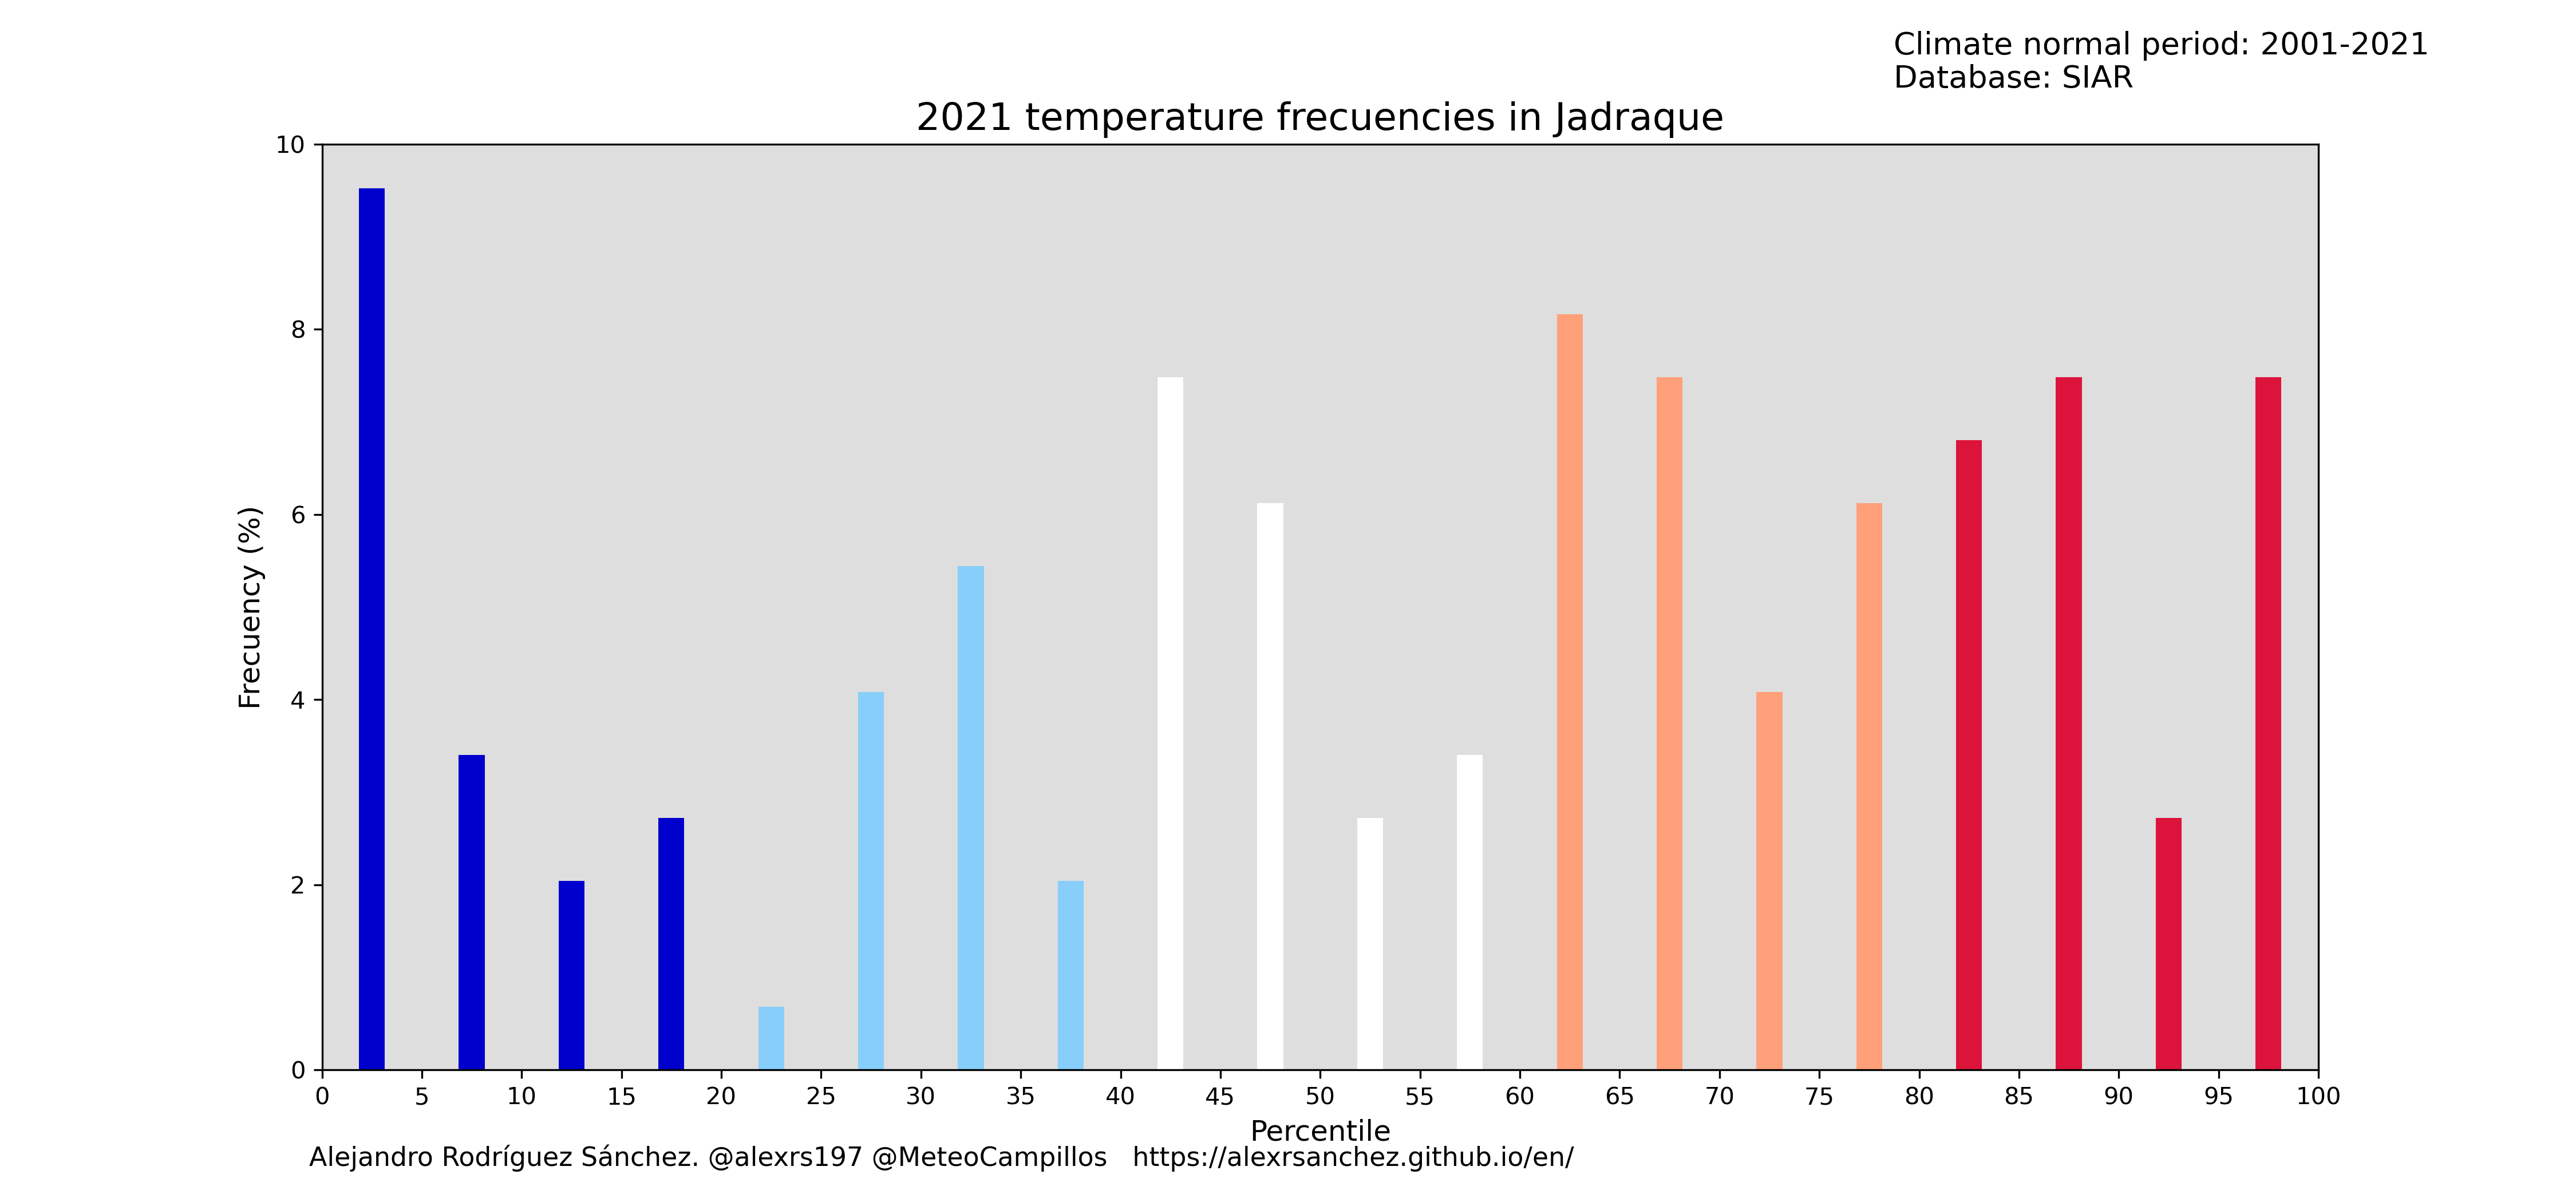 Climate normal period: 2001-2021
Database: SIAR
2021 temperature frecuencies in Jadraque
10
8
6
4
2
0
Frecuency (%)
0 5 10 15 20 25 30 35 40 45 50 55 60 65 70 75 80 85 90 95 100
Percentile
Alejandro Rodríguez Sánchez. @alexrs197 @MeteoCampillos https://alexrsanchez.github.io/en/